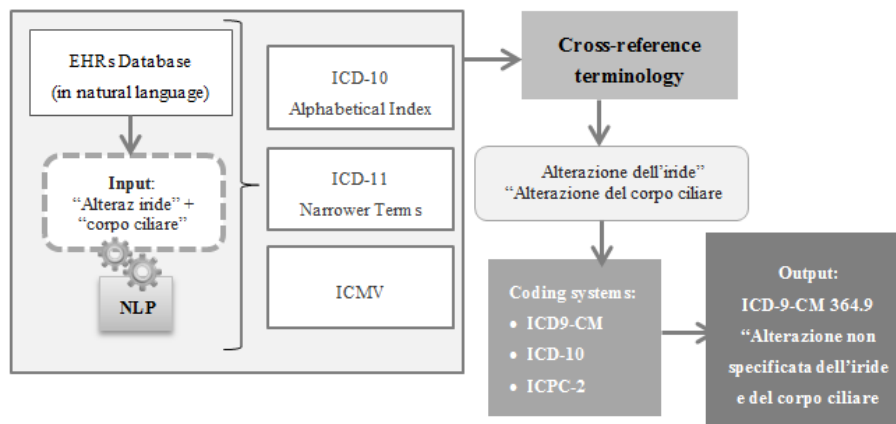 EHRs Database
(in natural language)
Input:
“Alteraz iride” +
“corpo ciliare”
NLP
ICD-10
Alphabetical Index
ICD-11
Narrower Terms
ICMV
Cross-reference
terminology
Alterazione dell’iride”
“Alterazione del corpo ciliare
Coding systems:
• ICD9-CM
• ICD-10
• ICPC-2
Output:
ICD-9-CM 364.9
“Alterazione non
specificata dell’iride
e del corpo ciliare